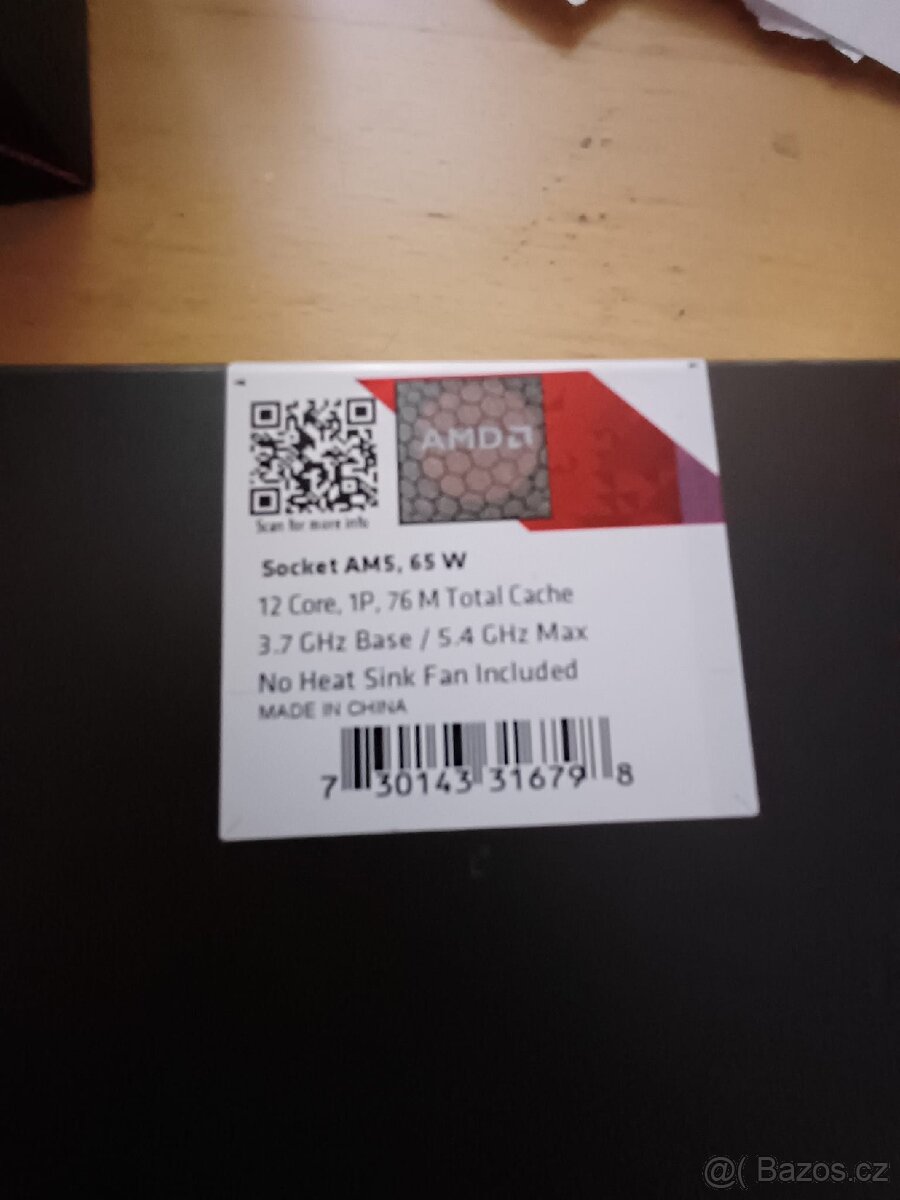 AMD
Scan for more info
Socket AM5, 65 W
12 Core, 1P, 76 M Total Cache
3.7 GHz Base / 5.4 GHz Max
No Heat Sink Fan Included
MADE IN CHINA
7 30143 31679 8
@( Bazos.cz